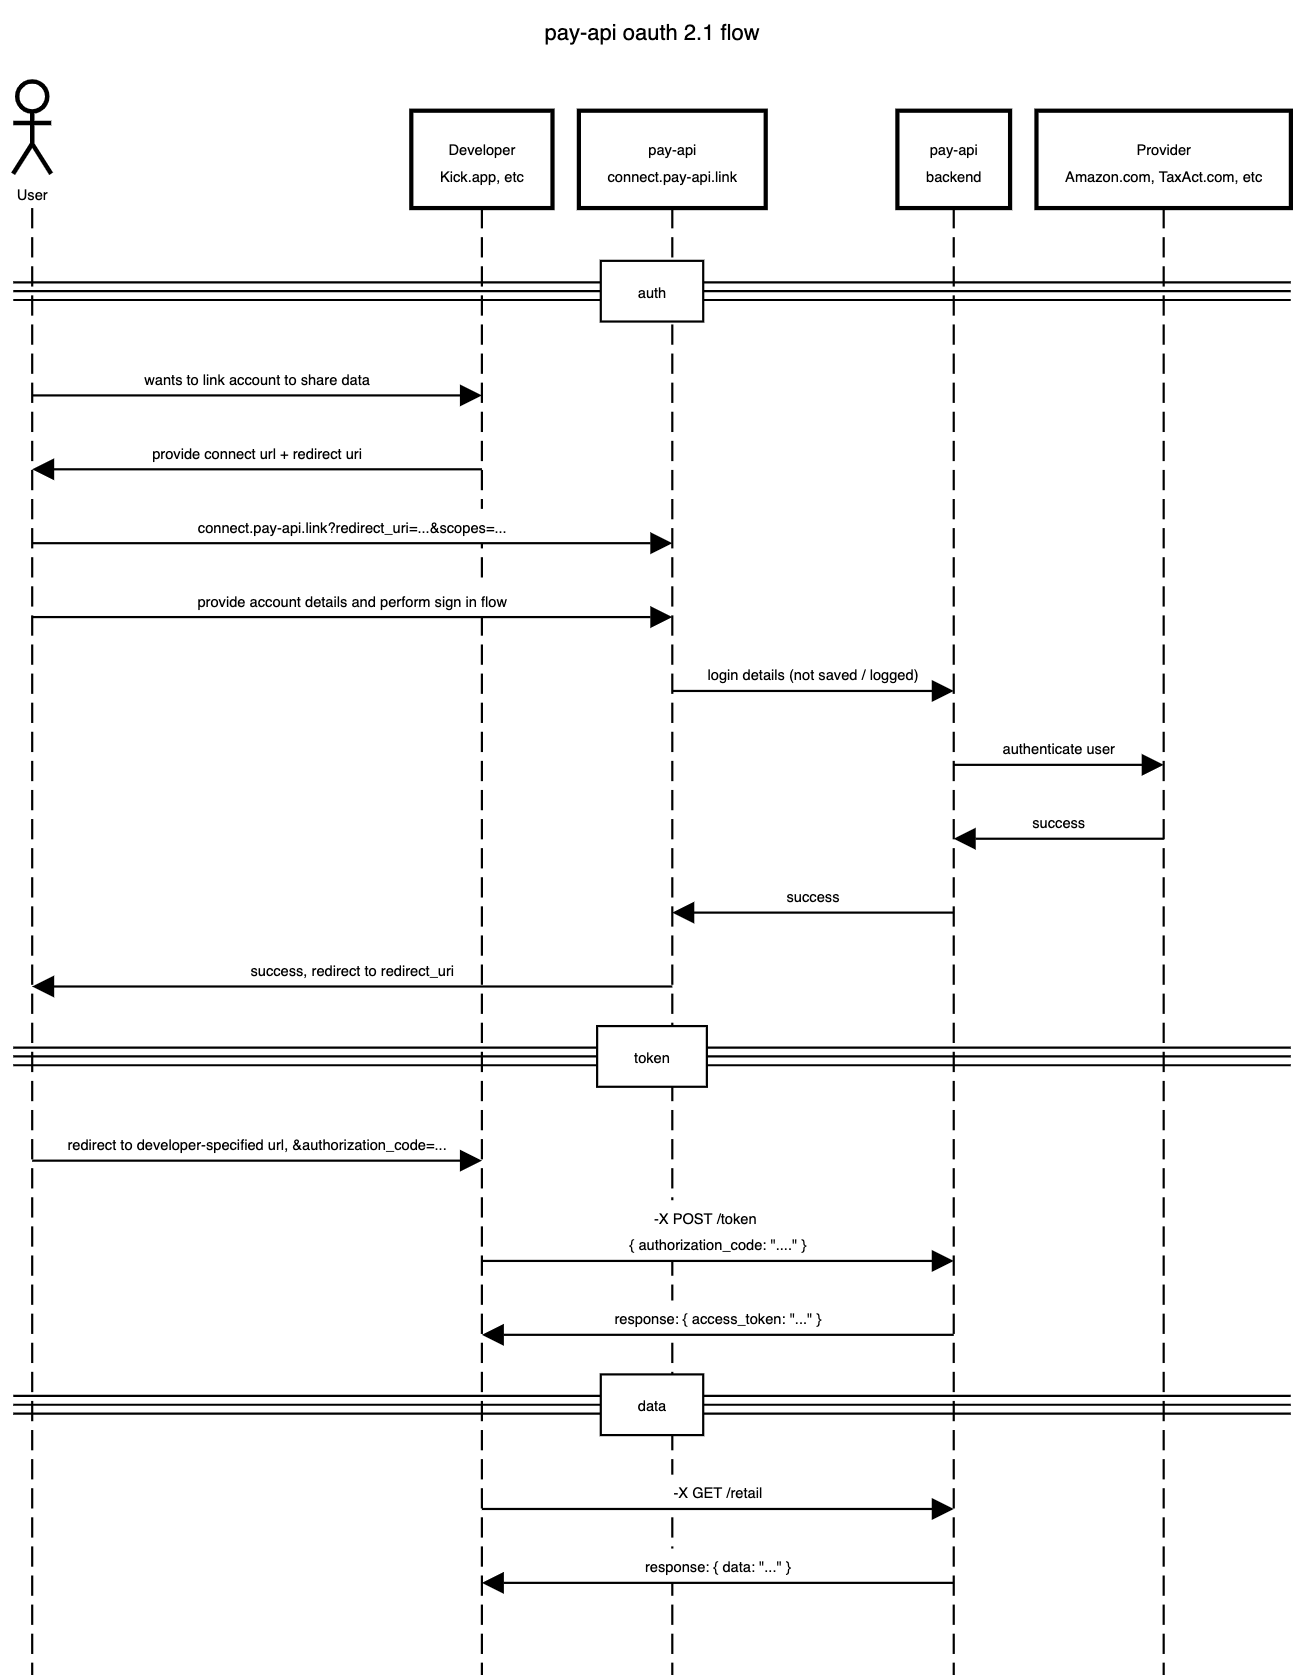 pay-api oauth 2.1 flow
User
Developer
Kick.app, etc
pay-api
connect.pay-api.link
pay-api
backend
Provider
Amazon.com, TaxAct.com, etc
auth
wants to link account to share data
provide connect url + redirect uri
connect.pay-api.link?redirect_uri=...&scopes=...
provide account details and perform sign in flow
login details (not saved / logged)
authenticate user
success
success
success, redirect to redirect_uri
token
redirect to developer-specified url, &authorization_code=...
-X POST /token
{ authorization_code: "...." }
response: { access_token: "..." }
data
-X GET /retail
response: { data: "..." }